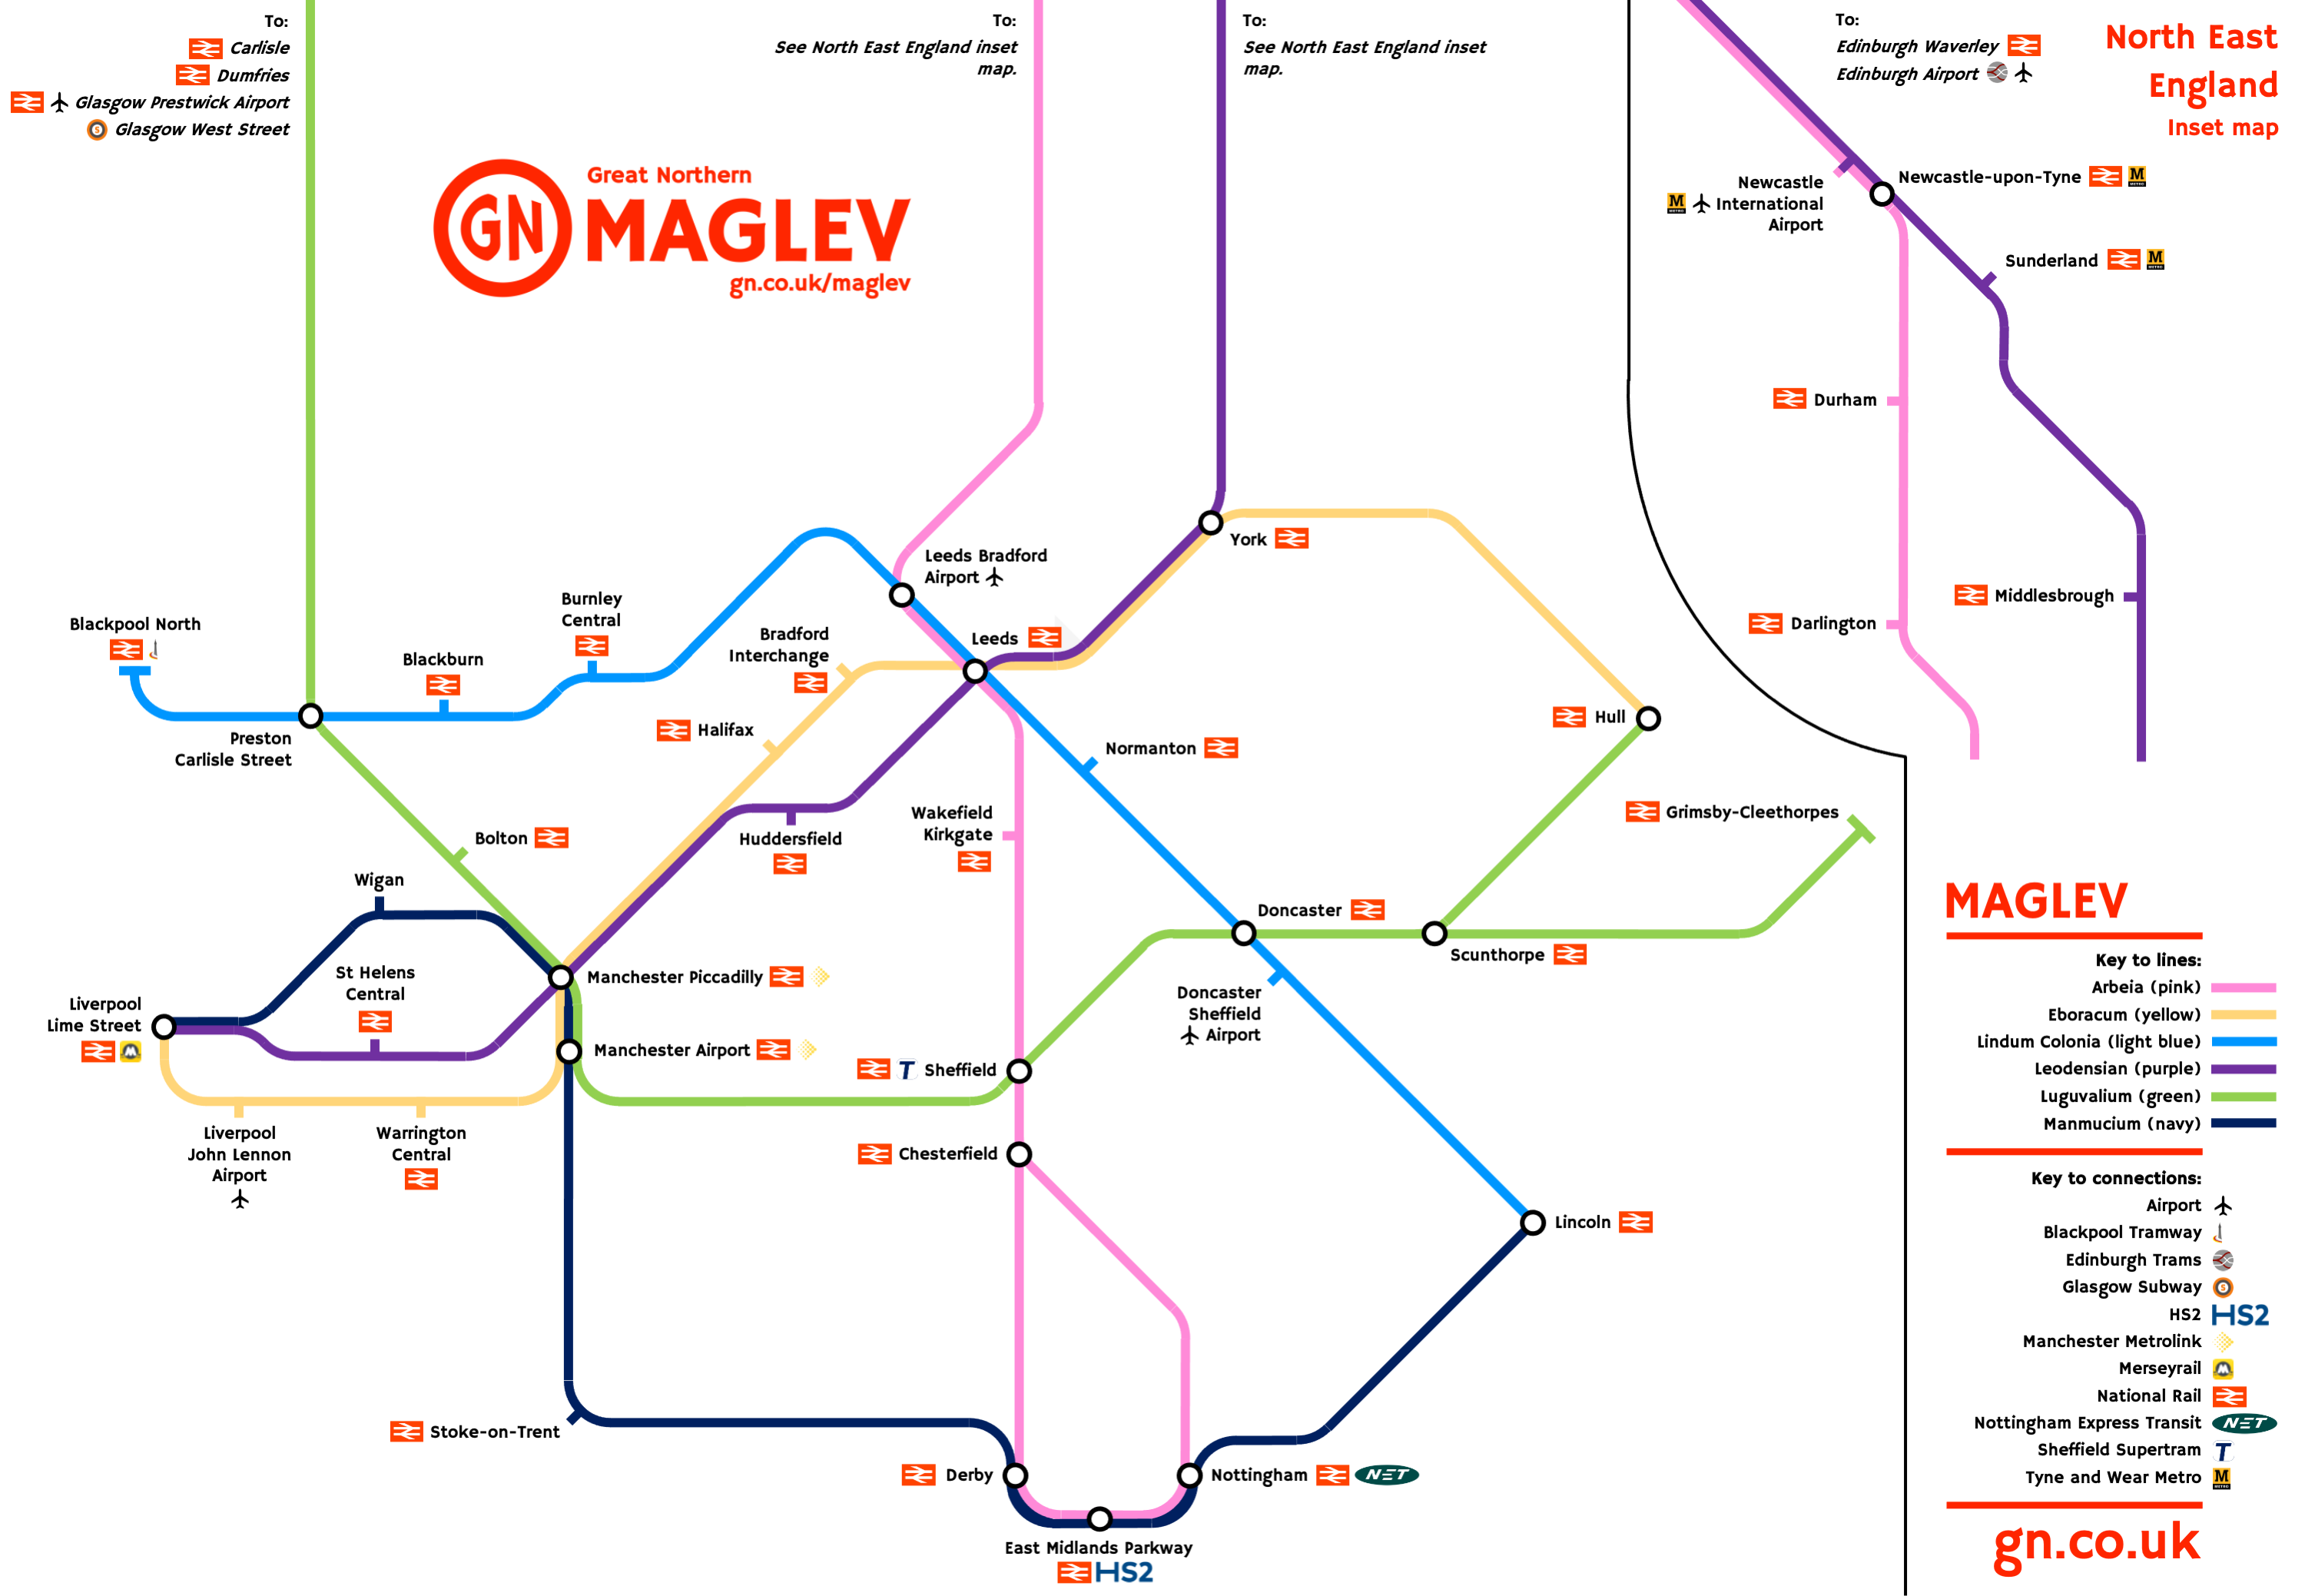 To:
Carlisle
Dumfries
Glasgow Prestwick Airport
Glasgow West Street
To:
See North East England inset
map.
To:
See North East England inset
map.
To:
Edinburgh Waverley
Edinburgh Airport
North East
England
Inset map
GN
Great Northern
MAGLEV
gn.co.uk/maglev
Newcastle
International
Airport
Newcastle-upon-Tyne
Sunderland
Durham
Darlington
Middlesbrough
York
Leeds Bradford
Airport
Leeds
Bradford
Interchange
Burnley
Central
Blackpool North
Blackburn
Preston
Carlisle Street
Halifax
Normanton
Hull
Bolton
Huddersfield
Wakefield
Kirkgate
Grimsby-Cleethorpes
Wigan
Doncaster
Scunthorpe
Manchester Piccadilly
St Helens
Central
Liverpool
Lime Street
Doncaster
Sheffield
Airport
Manchester Airport
Sheffield
Liverpool
John Lennon
Airport
Warrington
Central
Chesterfield
Lincoln
Stoke-on-Trent
Derby
Nottingham
NET
East Midlands Parkway
HS2
MAGLEV
Key to lines:
Arbeia (pink)
Eboracum (yellow)
Lindum Colonia (light blue)
Leodensian (purple)
Luguvalium (green)
Manmucium (navy)
Key to connections:
Airport
Blackpool Tramway
Edinburgh Trams
Glasgow Subway
HS2 HS2
Manchester Metrolink
Merseyrail
National Rail
Nottingham Express Transit NET
Sheffield Supertram T
Tyne and Wear Metro M METRO
gn.co.uk